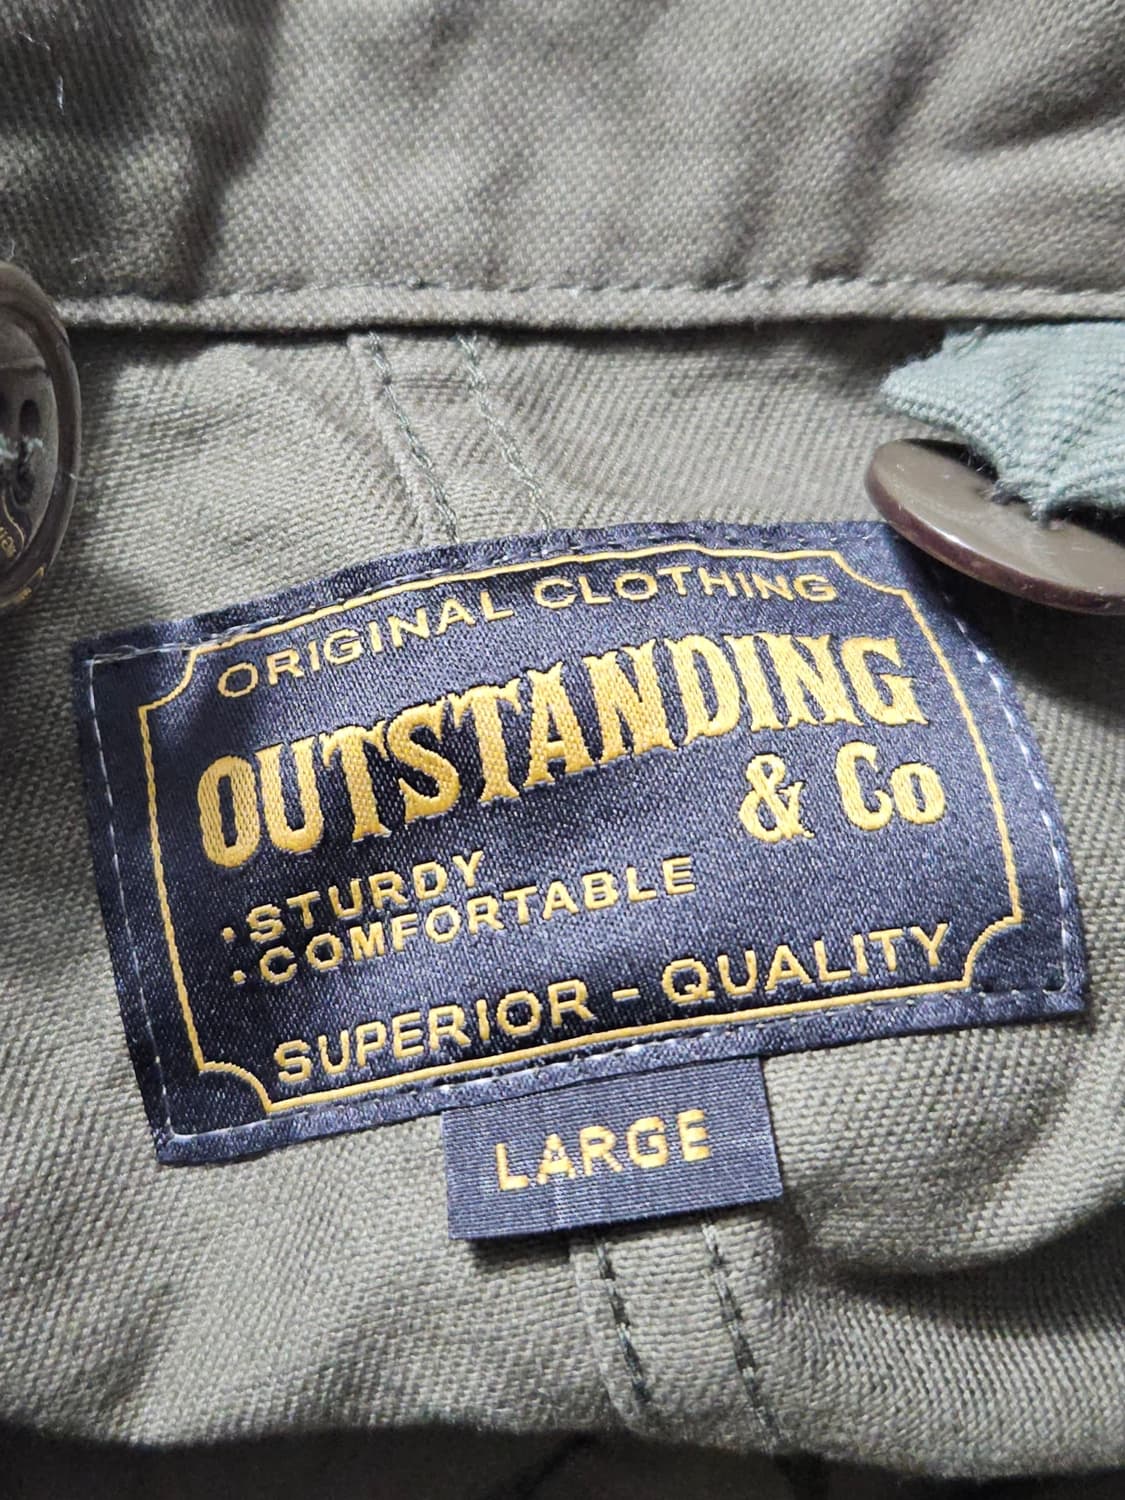 ORIGINAL CLOTHING
OUTSTANDING
& Co
·STURDY
·COMFORTABLE
SUPERIOR - QUALITY
LARGE